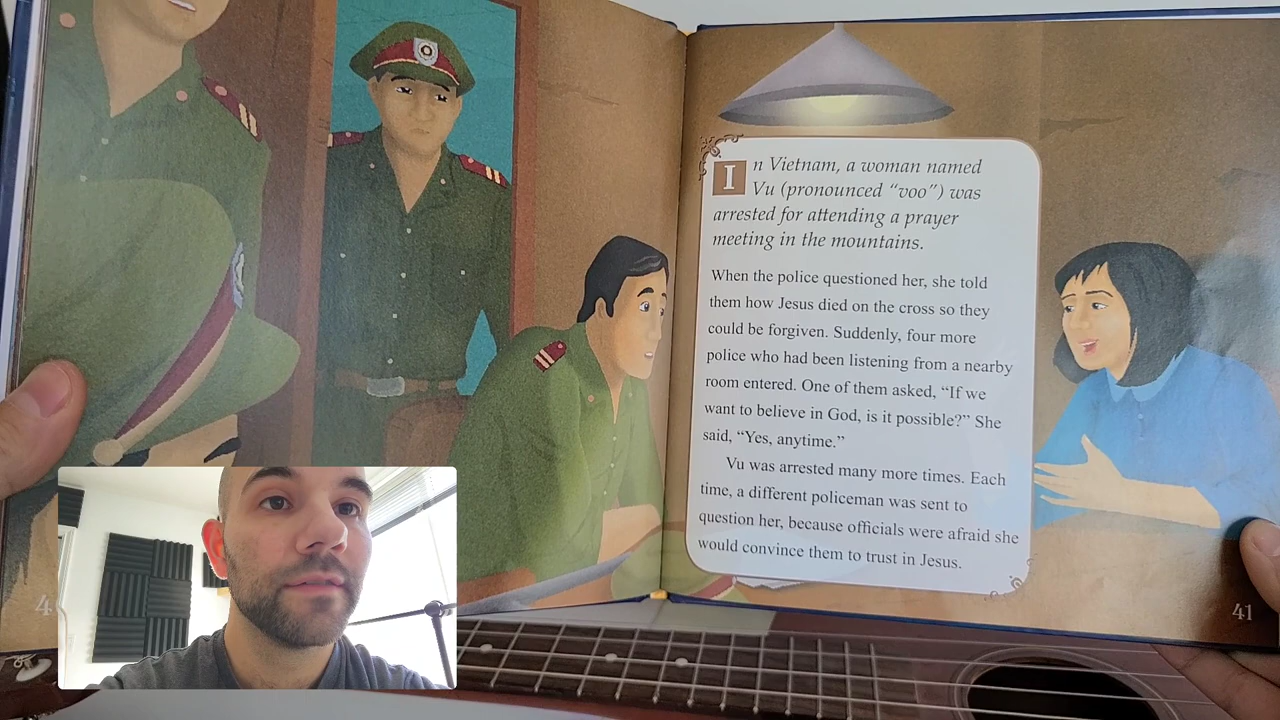 In Vietnam, a woman named
Vu (pronounced “voo”) was
arrested for attending a prayer
meeting in the mountains.
When the police questioned her, she told
them how Jesus died on the cross so they
could be forgiven. Suddenly, four more
police who had been listening from a nearby
room entered. One of them asked, “If we
want to believe in God, is it possible?” She
said, “Yes, anytime.”
Vu was arrested many more times. Each
time, a different policeman was sent to
question her, because officials were afraid she
would convince them to trust in Jesus.
4
41